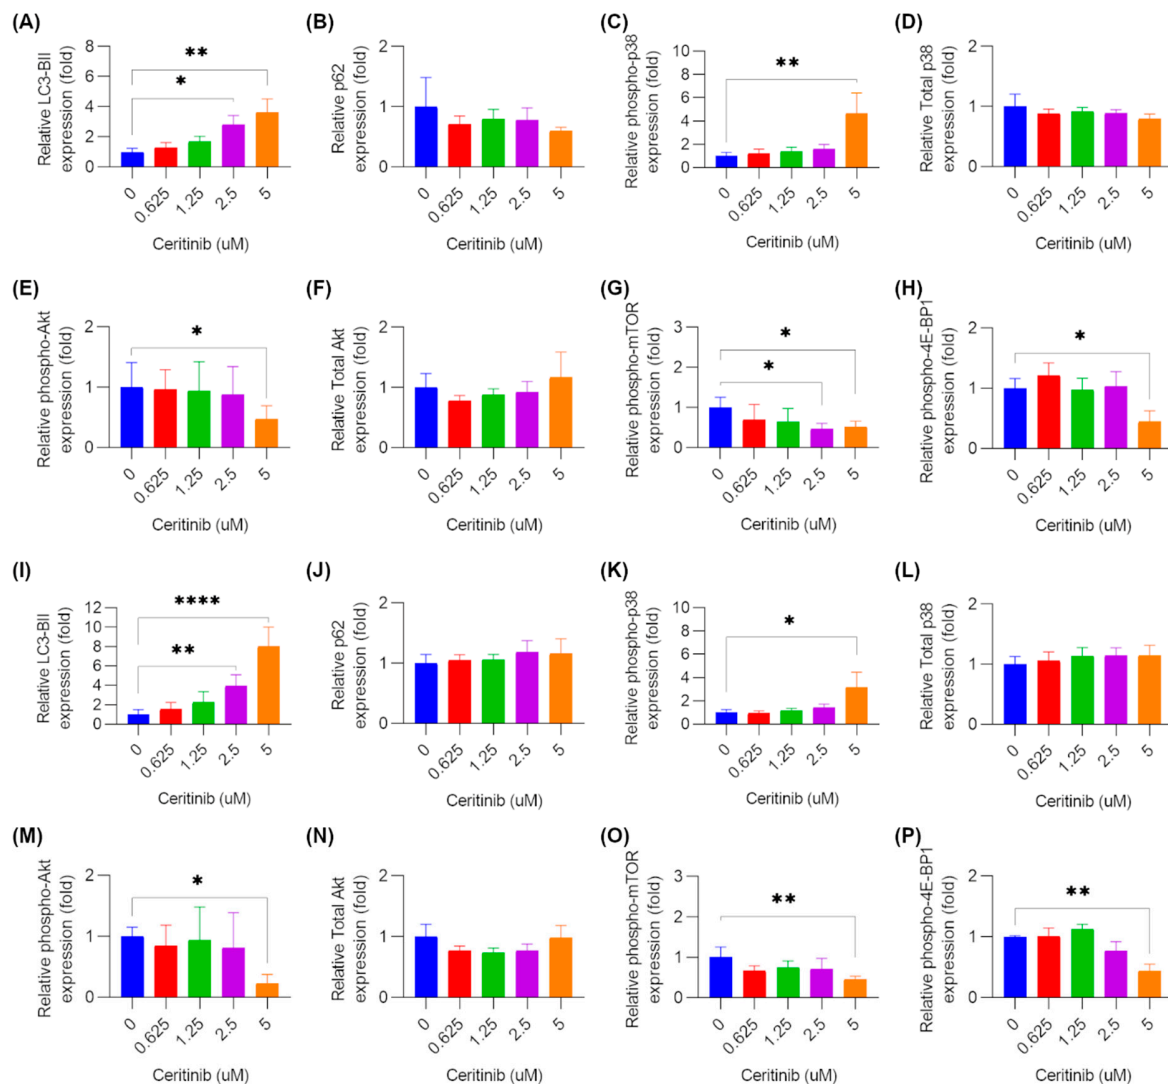 (A)
Relative LC3-BII
expression (fold)
8
6
4
2
0
**
*
0
0.625
1.25
2.5
5
Ceritinib (uM)
(B)
Relative p62
expression (fold)
2
1
0
0
0.625
1.25
2.5
5
Ceritinib (uM)
(C)
Relative phospho-p38
expression (fold)
10
8
6
4
2
0
**
0
0.625
1.25
2.5
5
Ceritinib (uM)
(D)
Relative Total p38
expression (fold)
2
1
0
0
0.625
1.25
2.5
5
Ceritinib (uM)
(E)
Relative phospho-Akt
expression (fold)
2
1
0
*
0
0.625
1.25
2.5
5
Ceritinib (uM)
(F)
Relative Total Akt
expression (fold)
2
1
0
0
0.625
1.25
2.5
5
Ceritinib (uM)
(G)
Relative phospho-mTOR
expression (fold)
3
2
1
0
*
*
0
0.625
1.25
2.5
5
Ceritinib (uM)
(H)
Relative phospho-4E-BP1
expression (fold)
2
1
0
*
0
0.625
1.25
2.5
5
Ceritinib (uM)
(I)
Relative LC3-BII
expression (fold)
12
10
8
6
4
2
0
****
**
0
0.625
1.25
2.5
5
Ceritinib (uM)
(J)
Relative p62
expression (fold)
2
1
0
0
0.625
1.25
2.5
5
Ceritinib (uM)
(K)
Relative phospho-p38
expression (fold)
10
8
6
4
2
0
*
0
0.625
1.25
2.5
5
Ceritinib (uM)
(L)
Relative Total p38
expression (fold)
2
1
0
0
0.625
1.25
2.5
5
Ceritinib (uM)
(M)
Relative phospho-Akt
expression (fold)
2
1
0
*
0
0.625
1.25
2.5
5
Ceritinib (uM)
(N)
Relative Total Akt
expression (fold)
2
1
0
0
0.625
1.25
2.5
5
Ceritinib (uM)
(O)
Relative phospho-mTOR
expression (fold)
3
2
1
0
**
0
0.625
1.25
2.5
5
Ceritinib (uM)
(P)
Relative phospho-4E-BP1
expression (fold)
2
1
0
**
0
0.625
1.25
2.5
5
Ceritinib (uM)